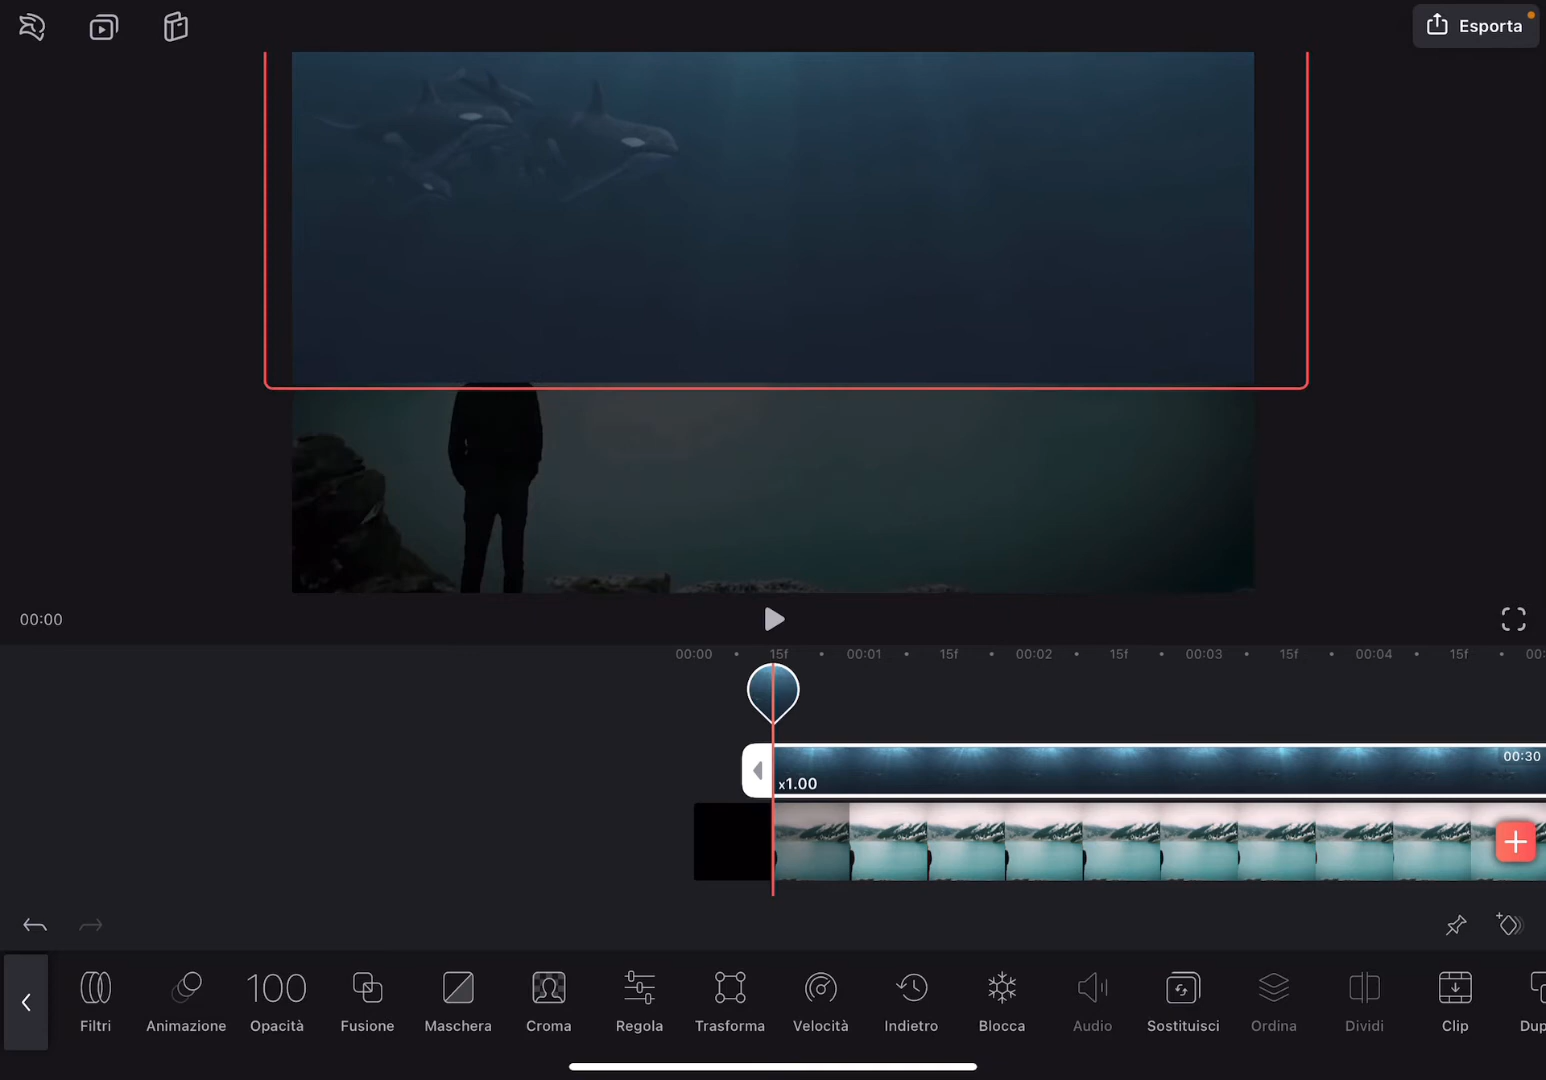 Esporta
00:00
00:00 15f 00:01 15f 00:02 15f 00:03 15f 00:04 15f 00:
00:30
x1.00
Filtri Animazione 100 Opacità Fusione Maschera Croma Regola Trasforma Velocità Indietro Blocca Audio Sostituisci Ordina Dividi Clip Dup